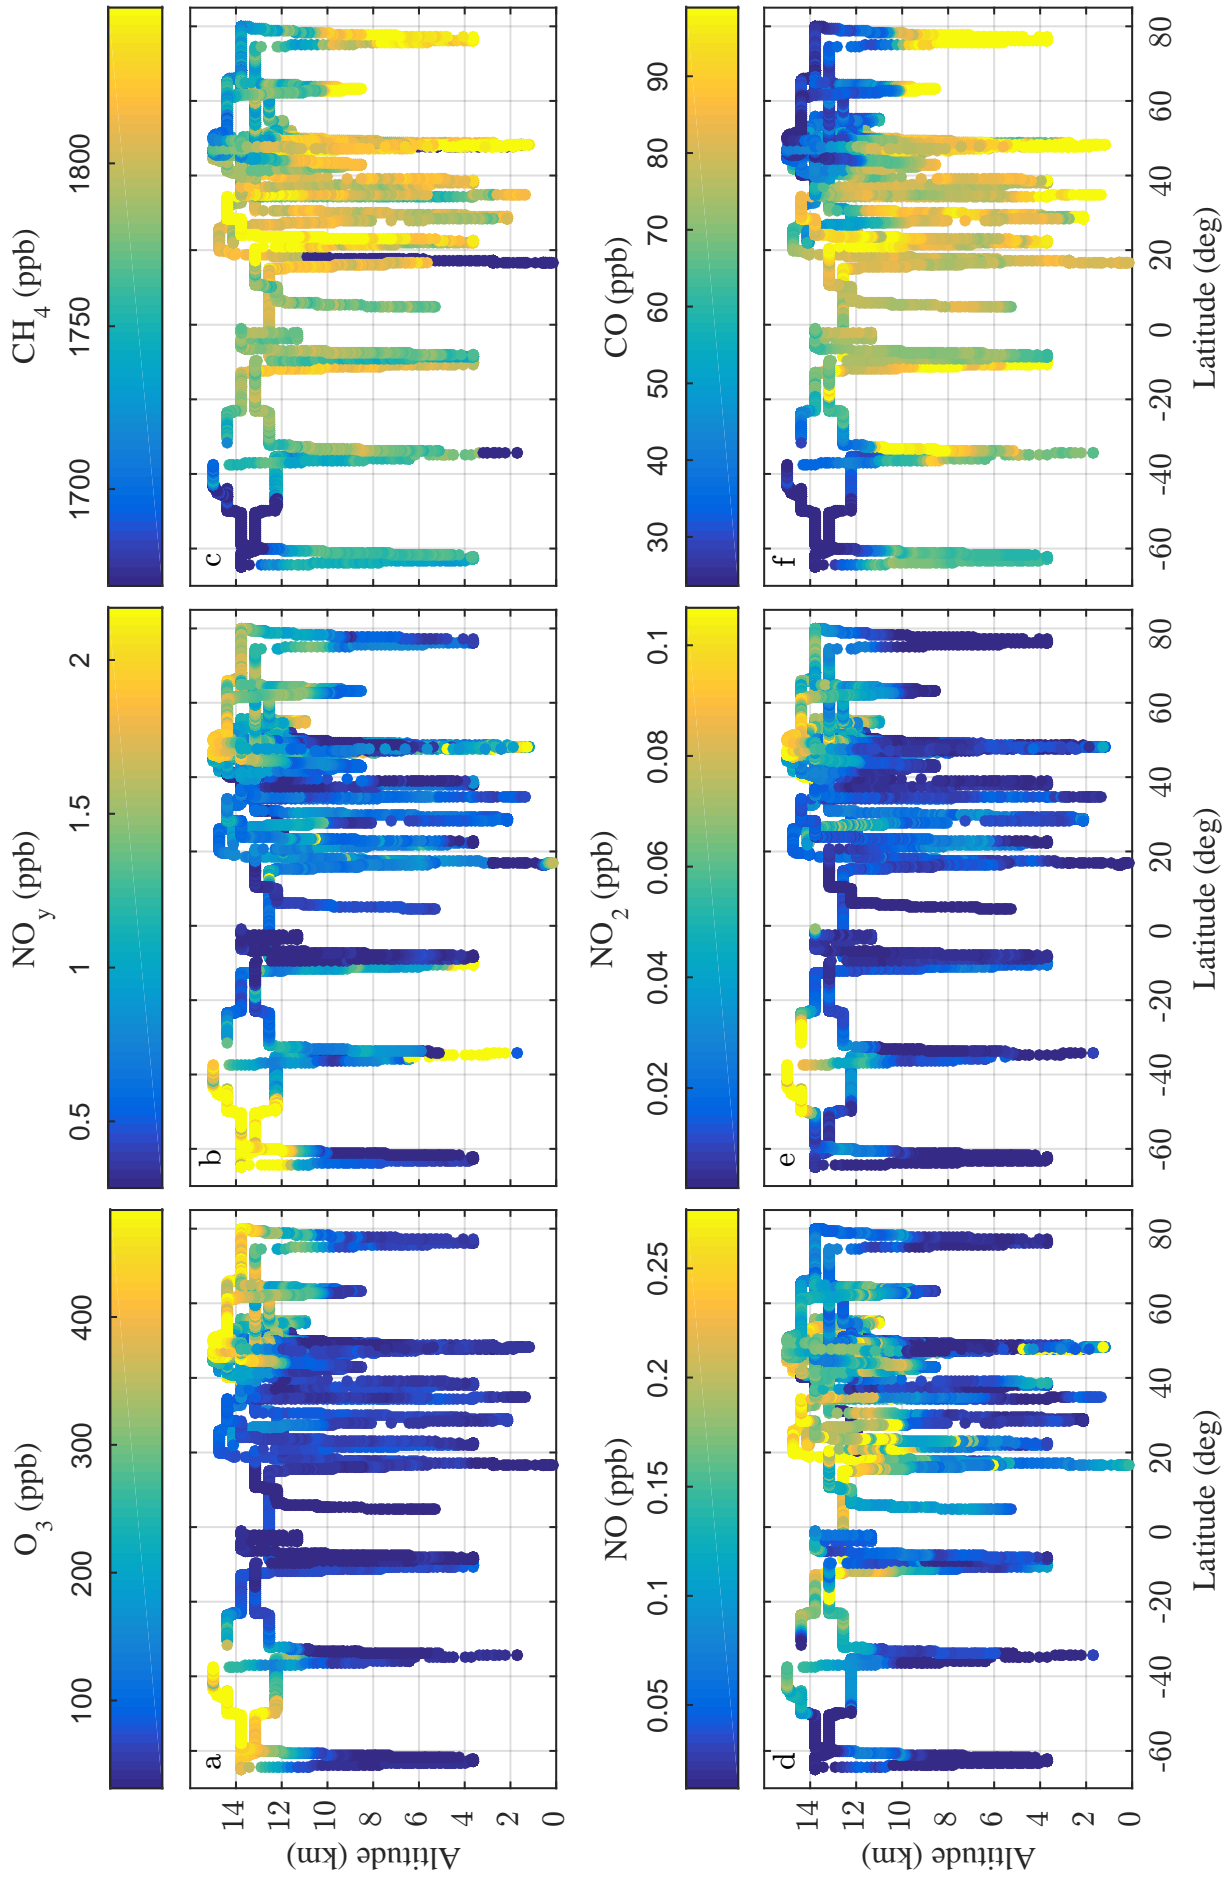 O3 (ppb)
100 200 300 400
NOy (ppb)
0.5 1 1.5 2
CH4 (ppb)
1700 1750 1800
Altitude (km)
14
12
10
8
6
4
2
0
a
b
c
NO (ppb)
0.05 0.1 0.15 0.2 0.25
NO2 (ppb)
0.02 0.04 0.06 0.08 0.1
CO (ppb)
30 40 50 60 70 80 90
Altitude (km)
14
12
10
8
6
4
2
0
d
e
f
-60 -40 -20 0 20 40 60 80
Latitude (deg)
-60 -40 -20 0 20 40 60 80
Latitude (deg)
-60 -40 -20 0 20 40 60 80
Latitude (deg)